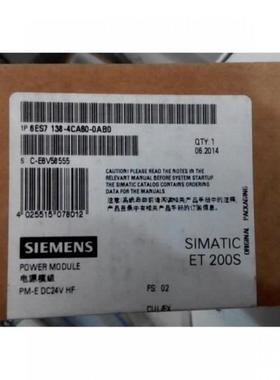 1P 6ES7 138-4CA80-0AB0
QTY: 1
06.2014
S C-E8V58555
CAUTION! PLEASE READ THE NOTES IN THE
RELEVANT MANUAL BEFORE SYSTEM STARTUP
THE SIMATIC CATALOG CONTAINS ORDERING
DATA FOR THE MANUALS.
4 025515 078012
ORIGINAL PACKAGING
SIEMENS
SIMATIC
ET 200S
POWER MODULE
电源模块
PM-E DC24V HF
FS: 02